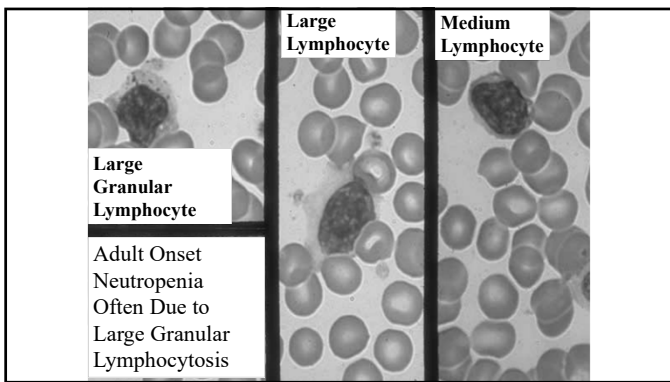 Large
Granular
Lymphocyte
Adult Onset
Neutropenia
Often Due to
Large Granular
Lymphocytosis
Large
Lymphocyte
Medium
Lymphocyte